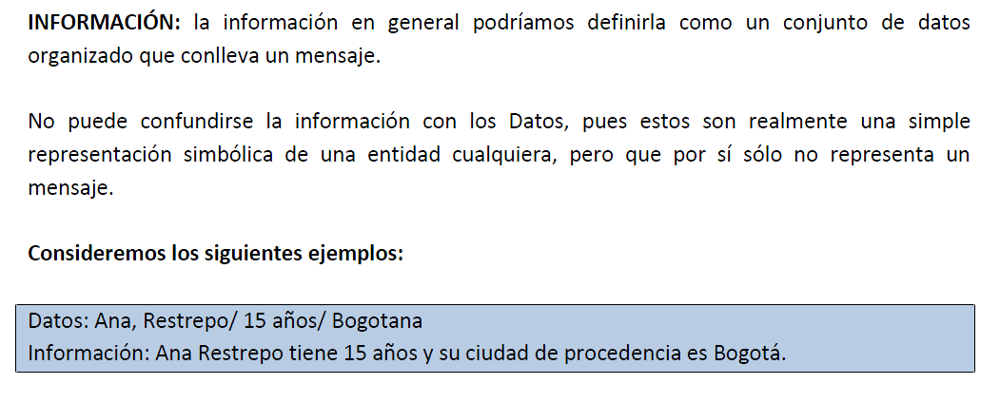 INFORMACIÓN: la información en general podríamos definirla como un conjunto de datos
organizado que conlleva un mensaje.
No puede confundirse la información con los Datos, pues estos son realmente una simple
representación simbólica de una entidad cualquiera, pero que por sí sólo no representa un
mensaje.
Consideremos los siguientes ejemplos:
Datos: Ana, Restrepo/ 15 años/ Bogotana
Información: Ana Restrepo tiene 15 años y su ciudad de procedencia es Bogotá.